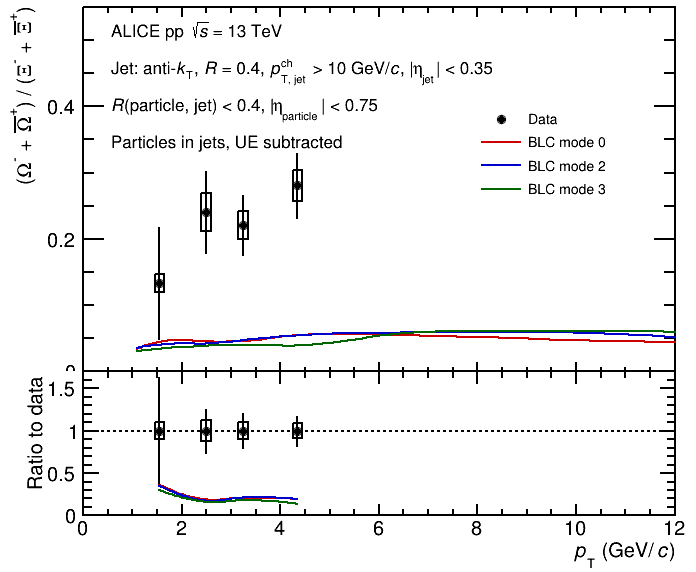 (Ω⁻ + Ω̅⁺) / (Ξ⁻ + Ξ̅⁺)
ALICE pp √s = 13 TeV
Jet: anti-kT, R = 0.4, p^ch_T, jet > 10 GeV/c, |ηjet| < 0.35
R(particle, jet) < 0.4, |ηparticle| < 0.75
Particles in jets, UE subtracted
Data
BLC mode 0
BLC mode 2
BLC mode 3
0.4
0.2
Ratio to data
1.5
1
0.5
0
0 2 4 6 8 10 12
pT (GeV/c)